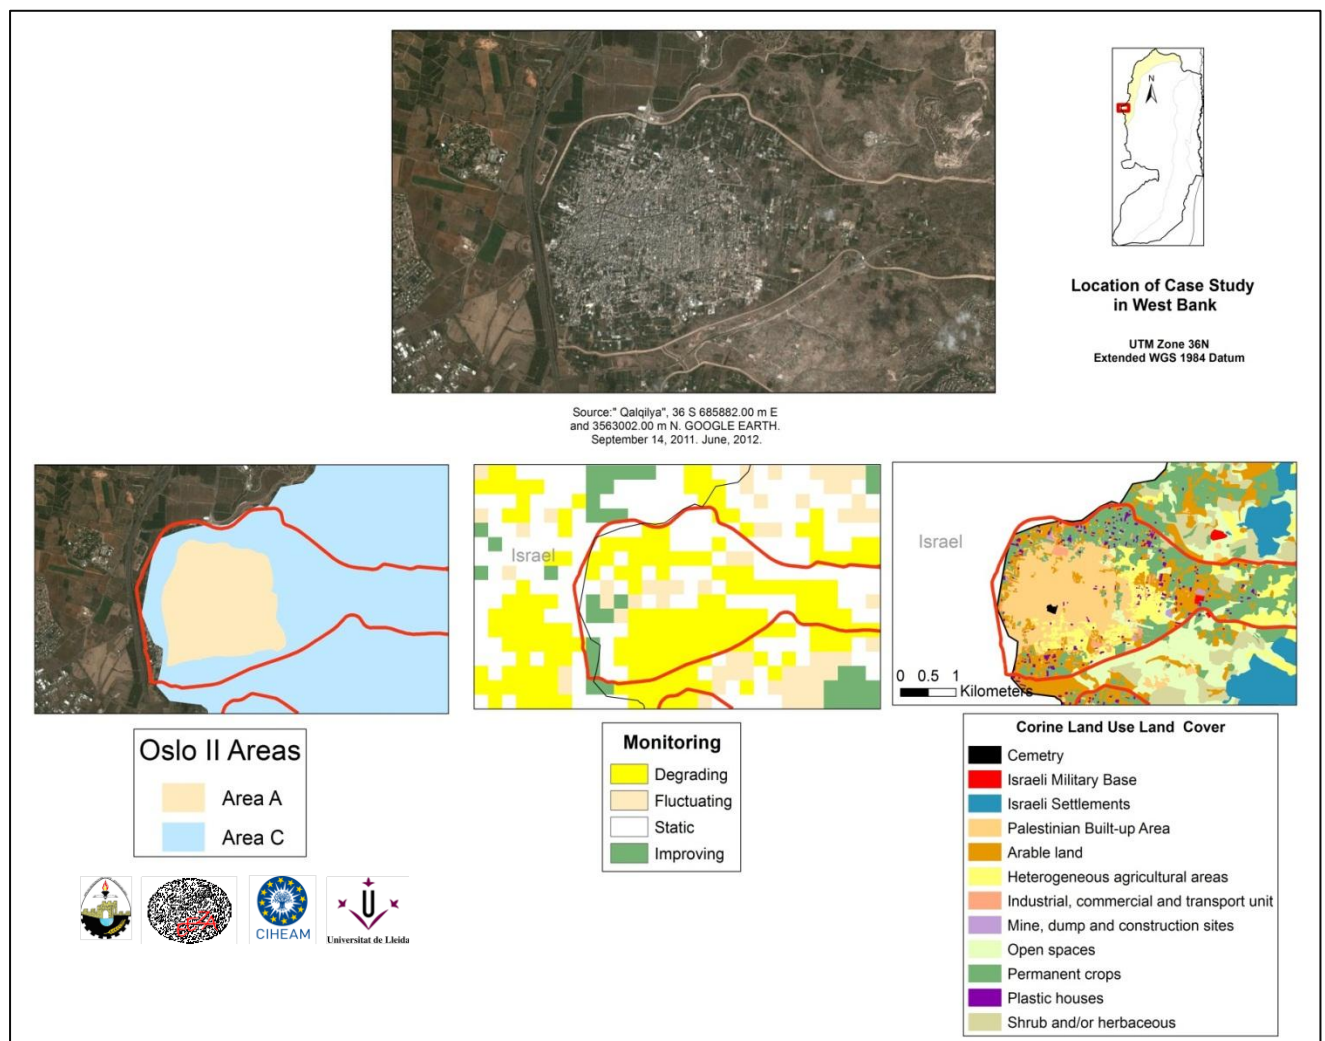 N
Location of Case Study
in West Bank
UTM Zone 36N
Extended WGS 1984 Datum
Source:" Qalqilya", 36 S 685882.00 m E
and 3563002.00 m N. GOOGLE EARTH.
September 14, 2011. June, 2012.
Israel
Israel
0 0.5 1
Kilometers
Oslo II Areas
Area A
Area C
Monitoring
Degrading
Fluctuating
Static
Improving
Corine Land Use Land Cover
Cemetry
Israeli Military Base
Israeli Settlements
Palestinian Built-up Area
Arable land
Heterogeneous agricultural areas
Industrial, commercial and transport unit
Mine, dump and construction sites
Open spaces
Permanent crops
Plastic houses
Shrub and/or herbaceous
CIHEAM
Universitat de Lleida